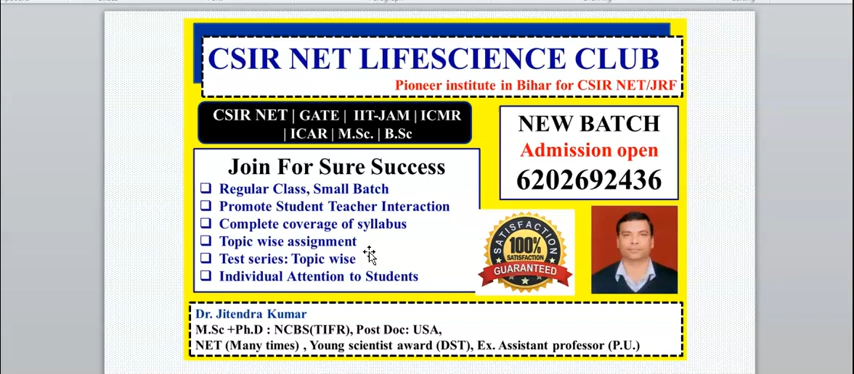 CSIR NET LIFESCIENCE CLUB
Pioneer institute in Bihar for CSIR NET/JRF
CSIR NET | GATE | IIT-JAM | ICMR
| ICAR | M.Sc. | B.Sc
NEW BATCH
Admission open
6202692436
Join For Sure Success
Regular Class, Small Batch
Promote Student Teacher Interaction
Complete coverage of syllabus
Topic wise assignment
Test series: Topic wise
Individual Attention to Students
SATISFACTION
100%
SATISFACTION
GUARANTEED
Dr. Jitendra Kumar
M.Sc +Ph.D : NCBS(TIFR), Post Doc: USA,
NET (Many times) , Young scientist award (DST), Ex. Assistant professor (P.U.)